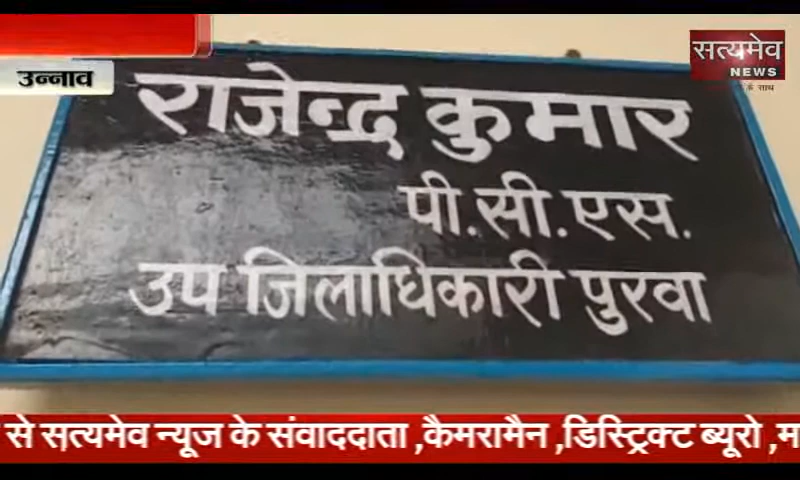 उन्नाव
सत्यमेव
NEWS
के साथ
राजेन्द्र कुमार
पी.सी.एस.
उप जिलाधिकारी पुरवा
से सत्यमेव न्यूज के संवाददाता ,कैमरामैन ,डिस्ट्रिक्ट ब्यूरो ,म